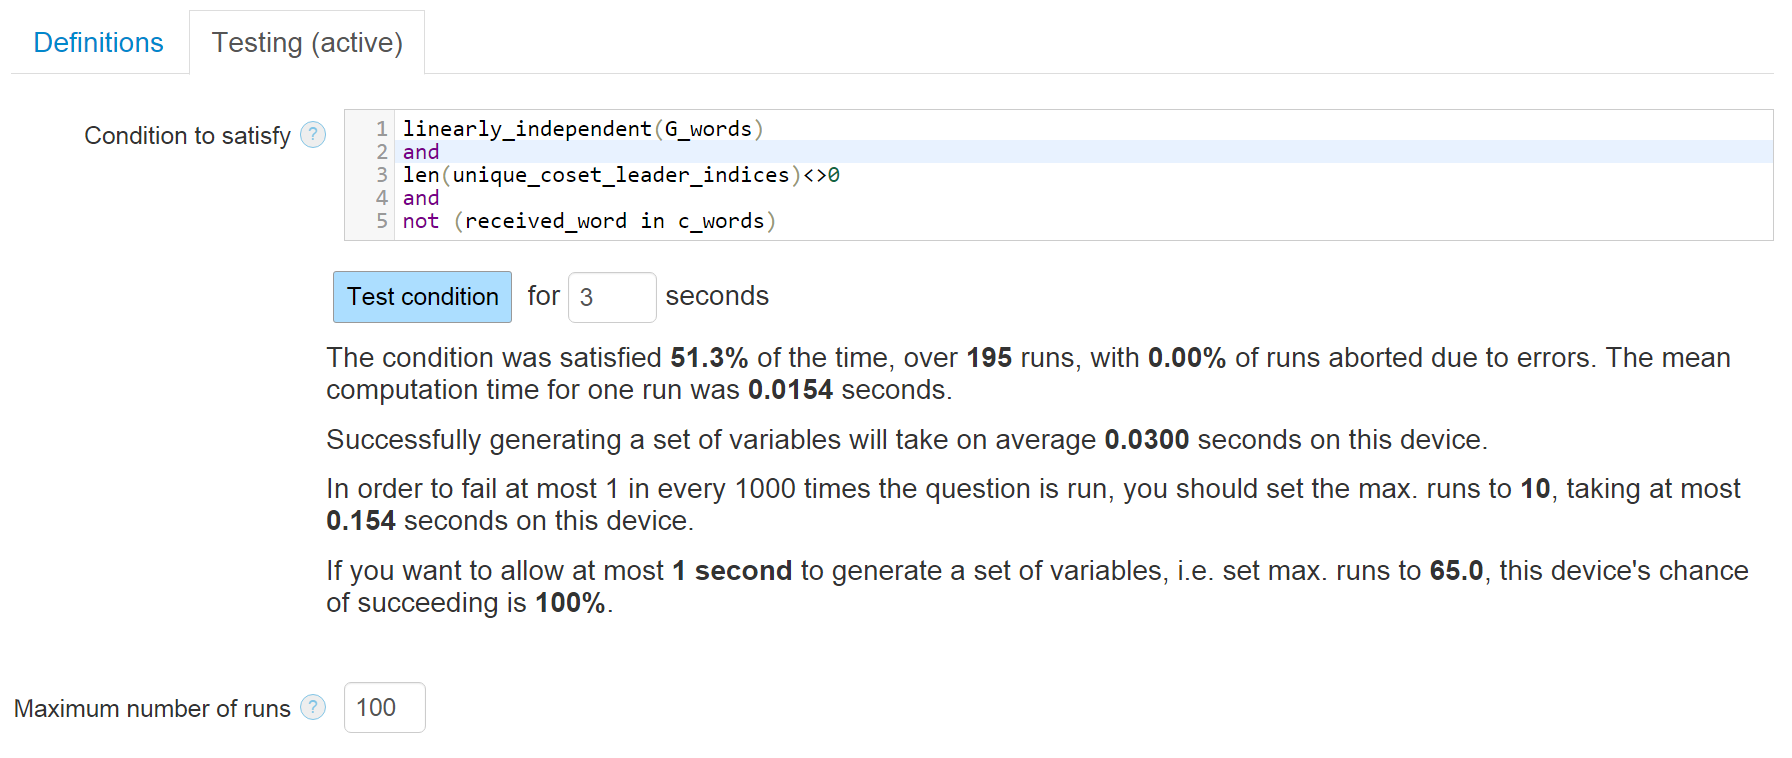 Definitions
Testing (active)
Condition to satisfy ?
1 linearly_independent(G_words)
2 and
3 len(unique_coset_leader_indices)<>0
4 and
5 not (received_word in c_words)
Test condition for 3 seconds
The condition was satisfied 51.3% of the time, over 195 runs, with 0.00% of runs aborted due to errors. The mean
computation time for one run was 0.0154 seconds.
Successfully generating a set of variables will take on average 0.0300 seconds on this device.
In order to fail at most 1 in every 1000 times the question is run, you should set the max. runs to 10, taking at most
0.154 seconds on this device.
If you want to allow at most 1 second to generate a set of variables, i.e. set max. runs to 65.0, this device's chance
of succeeding is 100%.
Maximum number of runs ? 100